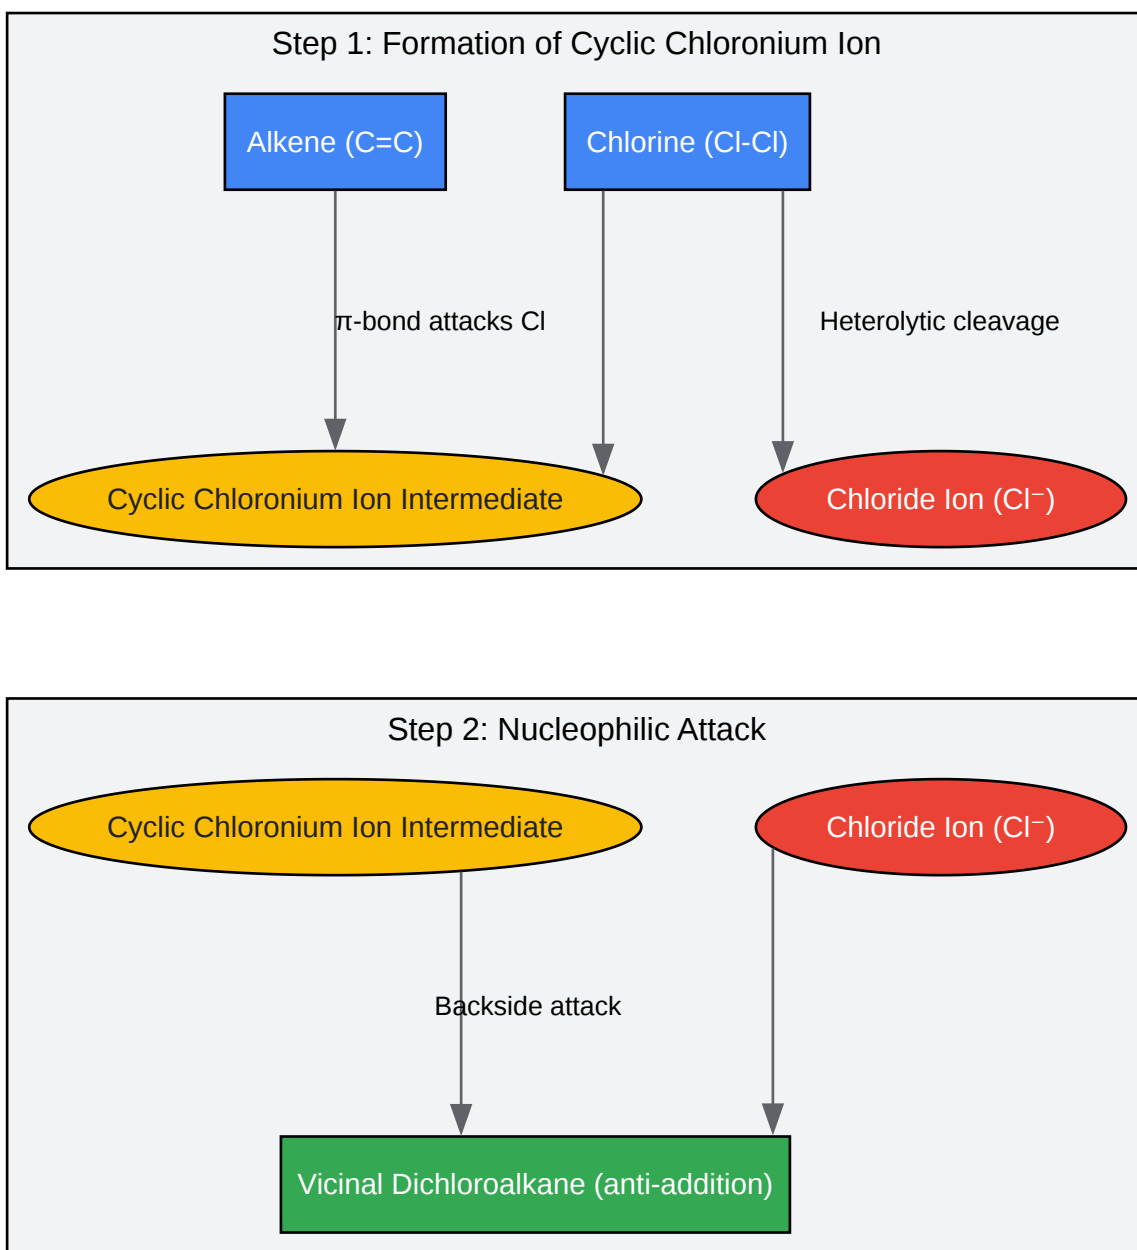 Step 1: Formation of Cyclic Chloronium Ion
Alkene (C=C)
Chlorine (Cl-Cl)
π-bond attacks Cl
Heterolytic cleavage
Cyclic Chloronium Ion Intermediate
Chloride Ion (Cl⁻)
Step 2: Nucleophilic Attack
Cyclic Chloronium Ion Intermediate
Chloride Ion (Cl⁻)
Backside attack
Vicinal Dichloroalkane (anti-addition)